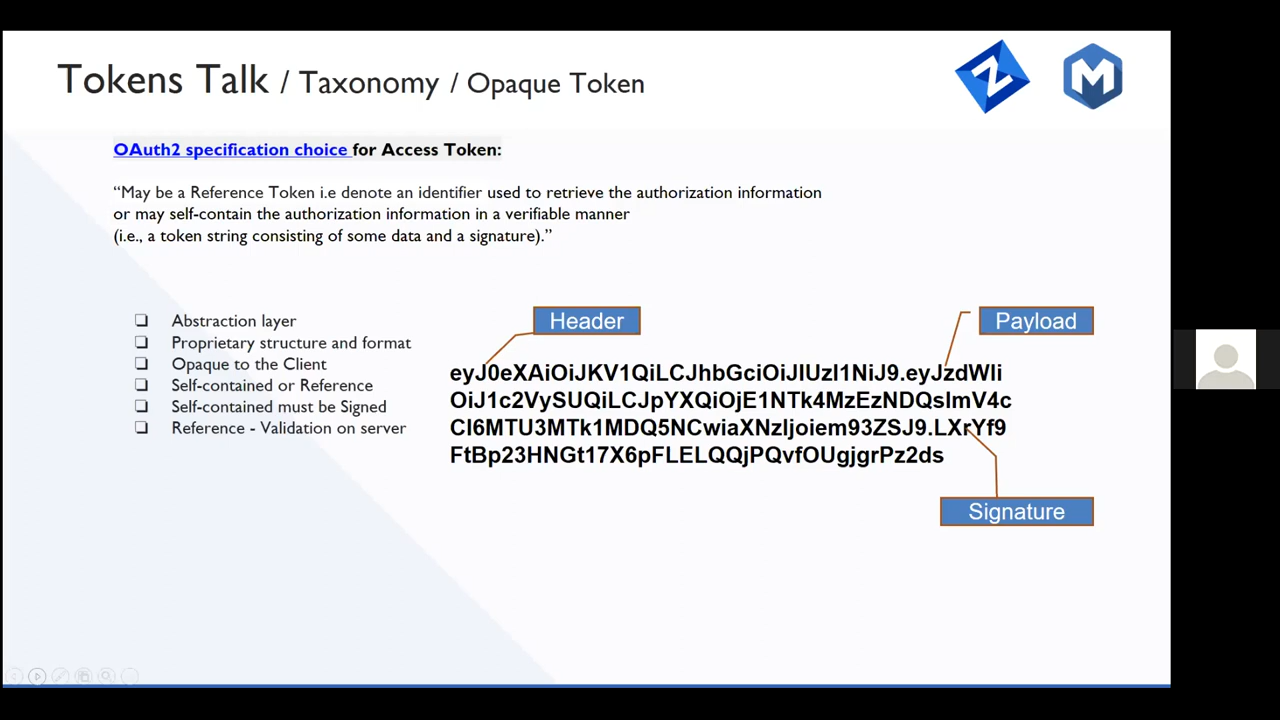 Tokens Talk / Taxonomy / Opaque Token
OAuth2 specification choice for Access Token:
“May be a Reference Token i.e denote an identifier used to retrieve the authorization information
or may self-contain the authorization information in a verifiable manner
(i.e., a token string consisting of some data and a signature).”
Abstraction layer
Proprietary structure and format
Opaque to the Client
Self-contained or Reference
Self-contained must be Signed
Reference - Validation on server
Header
Payload
eyJ0eXAiOiJKV1QiLCJhbGciOiJIUzI1NiJ9.eyJzdWIi
OiJ1c2VySUQiLCJpYXQiOjE1NTk4MzEzNDQsImV4c
CI6MTU3MTk1MDQ5NCwiaXNzIjoiem93ZSJ9.LXrYf9
FtBp23HNGt17X6pFLELQQjPQvfOUgjgrPz2ds
Signature